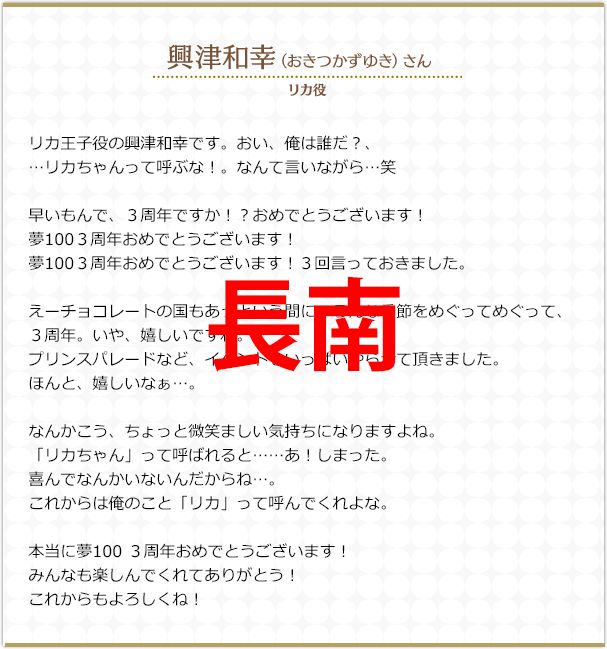 興津和幸（おきつかずゆき）さん
リカ役
リカ王子役の興津和幸です。おい、俺は誰だ？、
…リカちゃんって呼ぶな！。なんて言いながら…笑
早いもんで、３周年ですか！？おめでとうございます！
夢100３周年おめでとうございます！
夢100３周年おめでとうございます！３回言っておきました。
えーチョコレートの国もあっという間に 節をめぐってめぐって、
３周年。いや、嬉しいですね。
プリンスパレードなど、イベントもいっぱいやらせて頂きました。
ほんと、嬉しいなぁ…。
長南
なんかこう、ちょっと微笑ましい気持ちになりますよね。
「リカちゃん」って呼ばれると……あ！しまった。
喜んでなんかいないんだからね…。
これからは俺のこと「リカ」って呼んでくれよな。
本当に夢100 ３周年おめでとうございます！
みんなも楽しんでくれてありがとう！
これからもよろしくね！